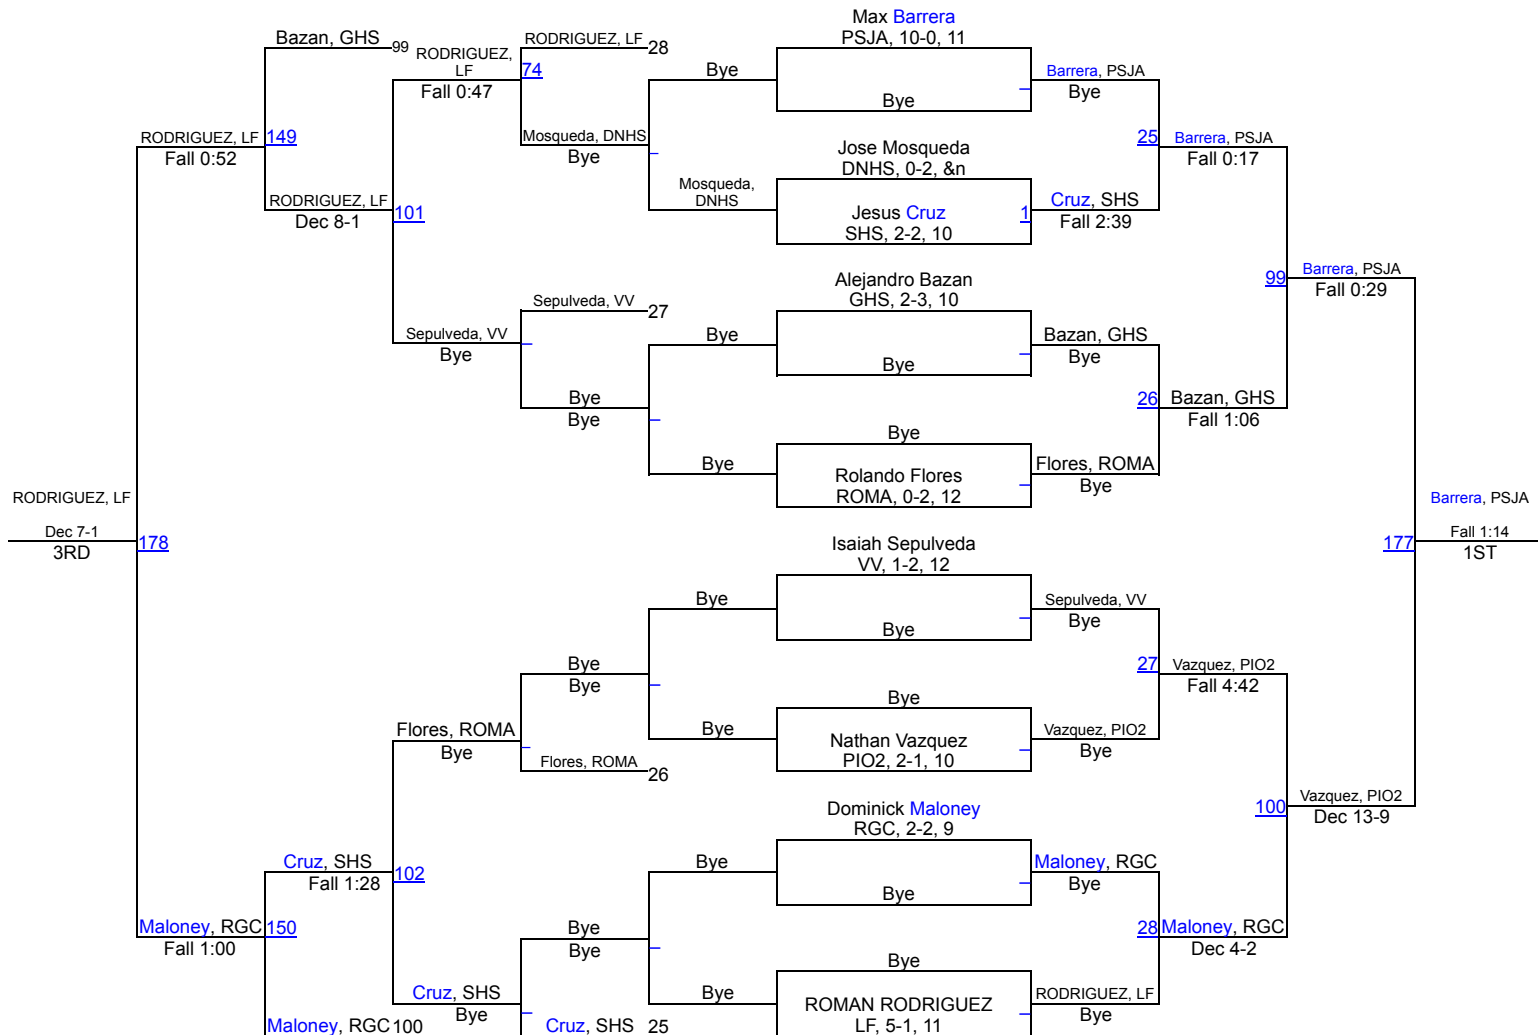 Max Barrera
PSJA, 10-0, 11
Bazan, GHS 99
RODRIGUEZ, LF
Fall 0:47
RODRIGUEZ, LF 28
74
Bye
Bye
Barrera, PSJA
Bye
RODRIGUEZ, LF
Fall 0:52
149
Mosqueda, DNHS
Bye
Jose Mosqueda
DNHS, 0-2, &n
25
Barrera, PSJA
Fall 0:17
RODRIGUEZ, LF
Dec 8-1
101
Mosqueda,
DNHS
Jesus Cruz
SHS, 2-2, 10
1
Cruz, SHS
Fall 2:39
Alejandro Bazan
GHS, 2-3, 10
99
Barrera, PSJA
Fall 0:29
Sepulveda, VV
Bye
Sepulveda, VV 27
Bye
Bye
Bazan, GHS
Bye
Bye
Bye
26
Bazan, GHS
Fall 1:06
Bye
Bye
Rolando Flores
ROMA, 0-2, 12
Flores, ROMA
Bye
RODRIGUEZ, LF
Dec 7-1
3RD
178
177
Barrera, PSJA
Fall 1:14
1ST
Isaiah Sepulveda
VV, 1-2, 12
Bye
Bye
Sepulveda, VV
Bye
Bye
Bye
27
Vazquez, PIO2
Fall 4:42
Flores, ROMA
Bye
Flores, ROMA 26
Bye
Bye
Nathan Vazquez
PIO2, 2-1, 10
Vazquez, PIO2
Bye
Dominick Maloney
RGC, 2-2, 9
100
Vazquez, PIO2
Dec 13-9
Cruz, SHS
Fall 1:28
102
Bye
Bye
Maloney, RGC
Bye
Maloney, RGC
Fall 1:00
150
Bye
Bye
28
Maloney, RGC
Dec 4-2
Cruz, SHS
Bye
Bye
Bye
ROMAN RODRIGUEZ
LF, 5-1, 11
RODRIGUEZ, LF
Bye
Maloney, RGC 100
Cruz, SHS 25